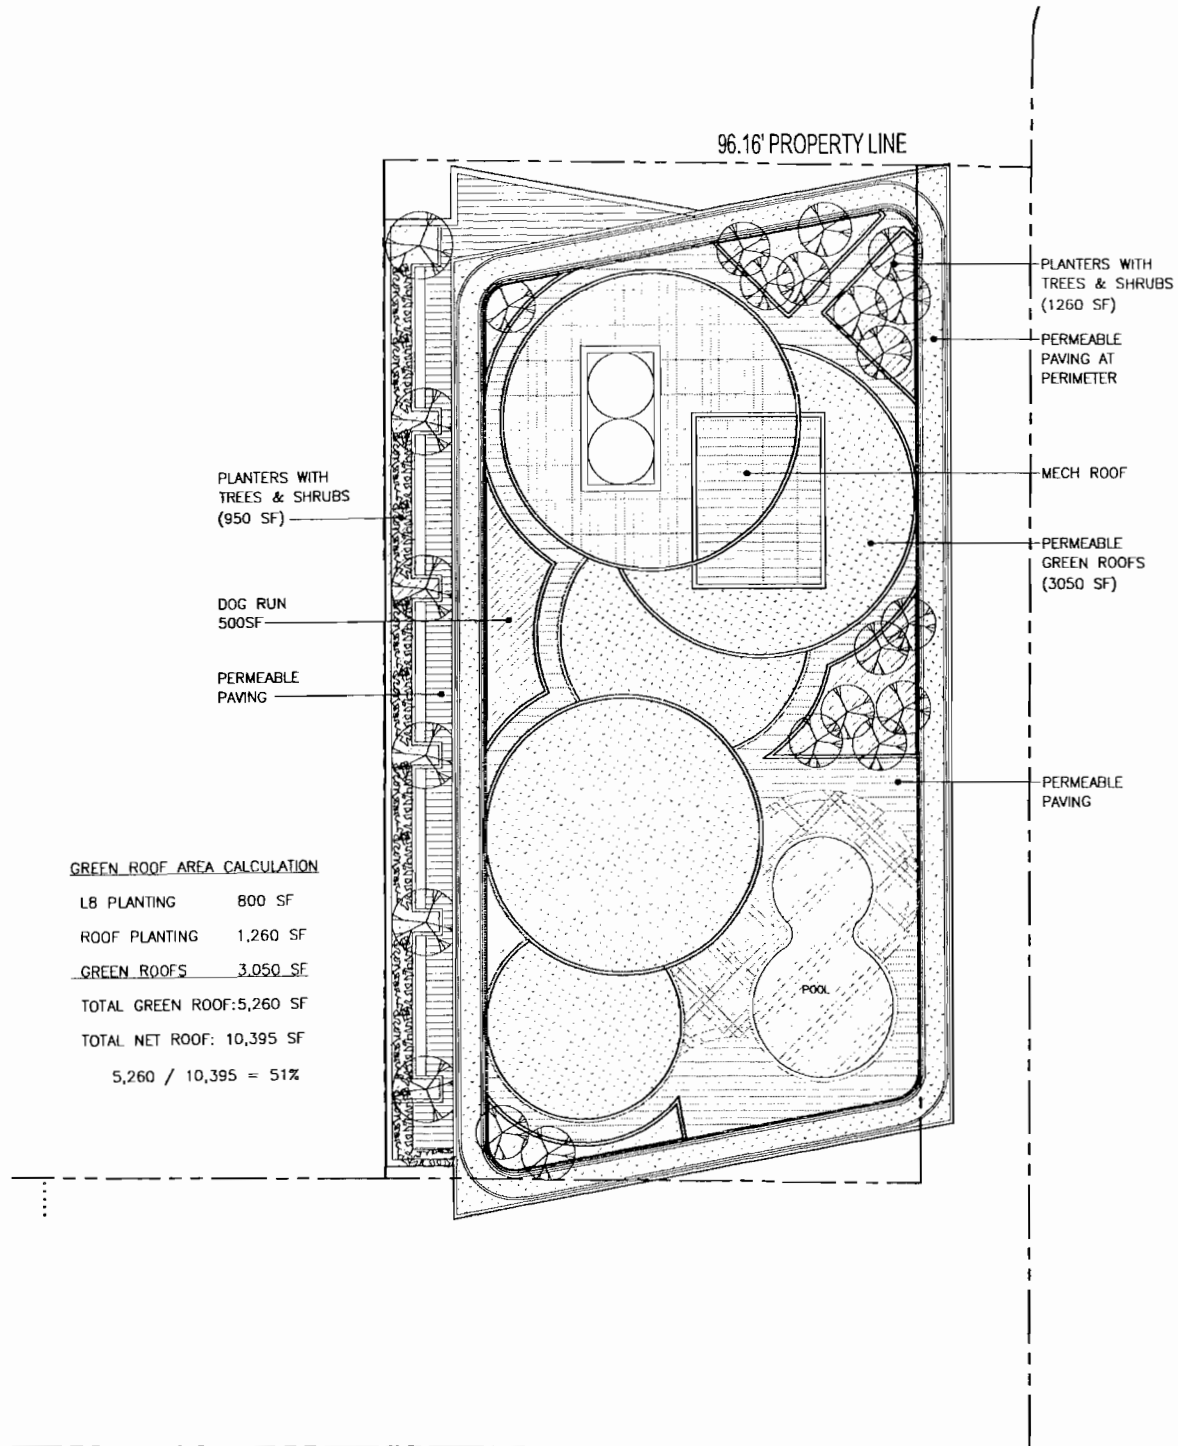 96.16' PROPERTY LINE
PLANTERS WITH
TREES & SHRUBS
(1260 SF)
PERMEABLE
PAVING AT
PERIMETER
MECH ROOF
PERMEABLE
GREEN ROOFS
(3050 SF)
PERMEABLE
PAVING
PLANTERS WITH
TREES & SHRUBS
(950 SF)
DOG RUN
500SF
PERMEABLE
PAVING
POOL
GREEN ROOF AREA CALCULATION
L8 PLANTING 800 SF
ROOF PLANTING 1,260 SF
GREEN ROOFS 3,050 SF
TOTAL GREEN ROOF:5,260 SF
TOTAL NET ROOF: 10,395 SF
5,260 / 10,395 = 51%